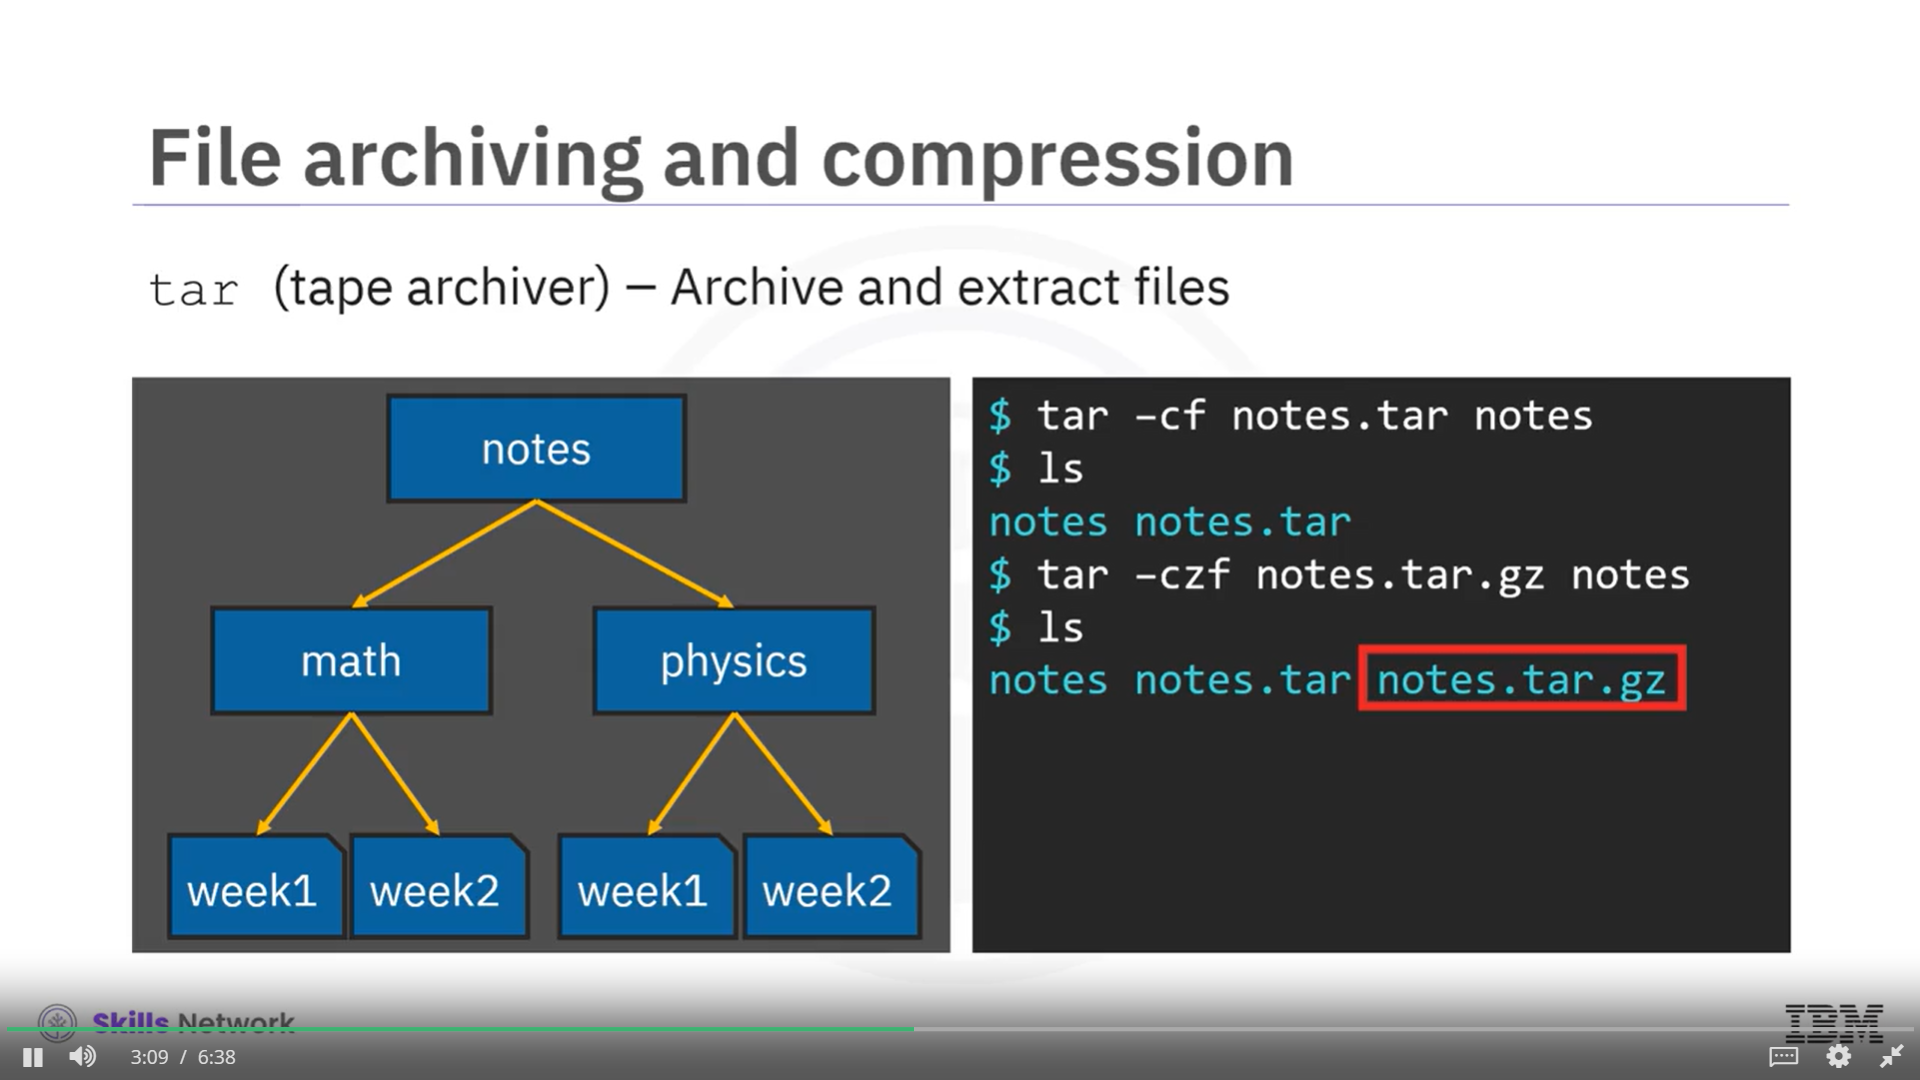 File archiving and compression
tar (tape archiver) – Archive and extract files
notes
math physics
week1 week2 week1 week2
$ tar –cf notes.tar notes
$ ls
notes notes.tar
$ tar –czf notes.tar.gz notes
$ ls
notes notes.tar notes.tar.gz
Skills Network
IBM
3:09 / 6:38